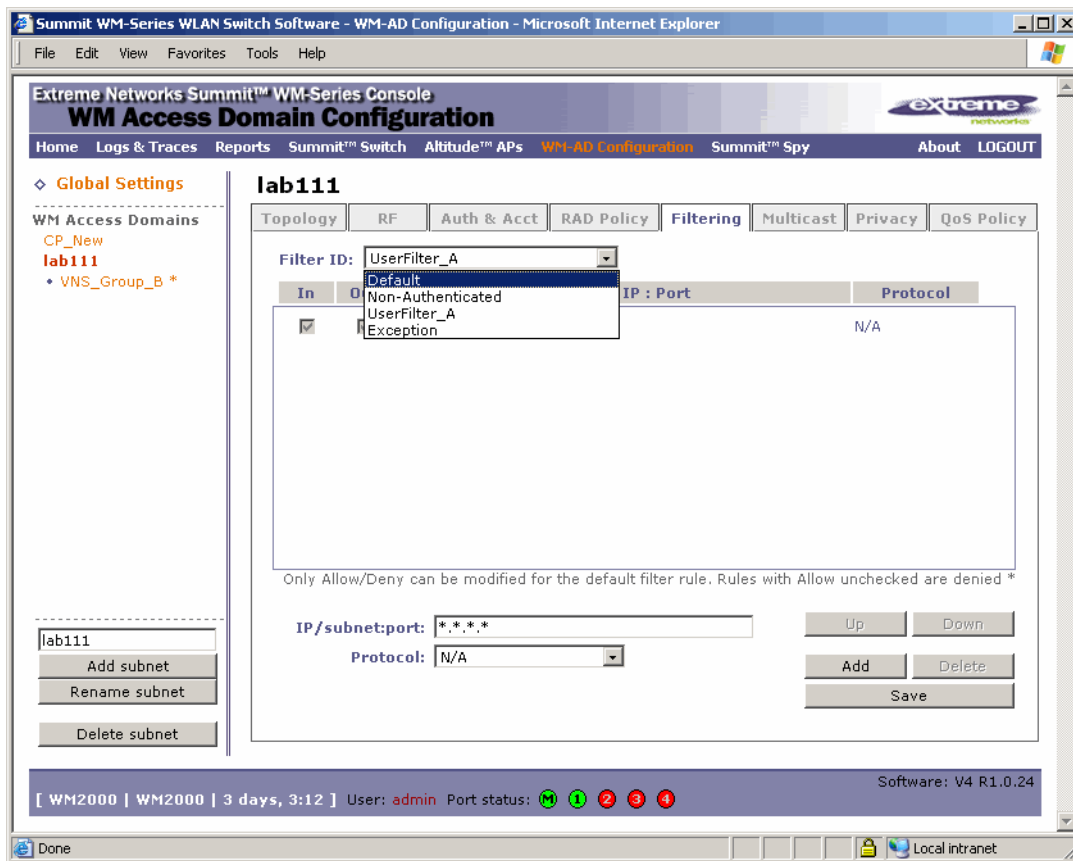 Summit WM-Series WLAN Switch Software - WM-AD Configuration - Microsoft Internet Explorer
File Edit View Favorites Tools Help
Extreme Networks Summit™ WM-Series Console
WM Access Domain Configuration
extreme
networks
Home Logs & Traces Reports Summit™ Switch Altitude™ APs WM-AD Configuration Summit™ Spy About LOGOUT
Global Settings
WM Access Domains
CP_New
lab111
VNS_Group_B *
lab111
Add subnet
Rename subnet
Delete subnet
lab111
Topology RF Auth & Acct RAD Policy Filtering Multicast Privacy QoS Policy
Filter ID: UserFilter_A
Default
Non-Authenticated
UserFilter_A
Exception
In IP : Port Protocol
N/A
Only Allow/Deny can be modified for the default filter rule. Rules with Allow unchecked are denied *
IP/subnet:port: *.*.*.*
Protocol: N/A
Up Down
Add Delete
Save
[ WM2000 | WM2000 | 3 days, 3:12 ] User: admin Port status: M 1 2 3 4
Software: V4 R1.0.24
Done
Local intranet